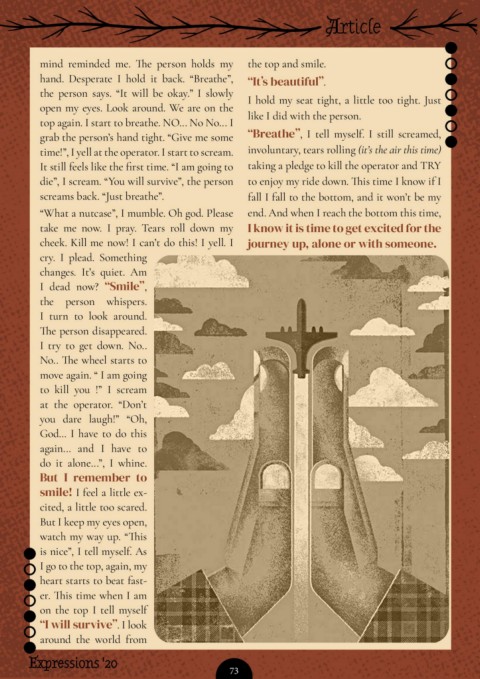 Article
mind reminded me. The person holds my
hand. Desperate I hold it back. “Breathe”,
the person says. “It will be okay.” I slowly
open my eyes. Look around. We are on the
top again. I start to breathe. NO... No No... I
grab the person’s hand tight. “Give me some
time!”, I yell at the operator. I start to scream.
It still feels like the first time. “I am going to
die”, I scream. “You will survive”, the person
screams back. “Just breathe”.
“What a nutcase”, I mumble. Oh god. Please
take me now. I pray. Tears roll down my
cheek. Kill me now! I can’t do this! I yell. I
cry. I plead. Something
changes. It’s quiet. Am
I dead now? “Smile”,
the person whispers.
I turn to look around.
The person disappeared.
I try to get down. No..
No.. The wheel starts to
move again. “ I am going
to kill you !” I scream
at the operator. “Don’t
you dare laugh!” “Oh,
God... I have to do this
again... and I have to
do it alone...”, I whine.
But I remember to
smile! I feel a little ex-
cited, a little too scared.
But I keep my eyes open,
watch my way up. “This
is nice”, I tell myself. As
I go to the top, again, my
heart starts to beat fast-
er. This time when I am
on the top I tell myself
“I will survive”. I look
around the world from
the top and smile.
“It’s beautiful”.
I hold my seat tight, a little too tight. Just
like I did with the person.
“Breathe”, I tell myself. I still screamed,
involuntary, tears rolling (it’s the air this time)
taking a pledge to kill the operator and TRY
to enjoy my ride down. This time I know if I
fall I fall to the bottom, and it won’t be my
end. And when I reach the bottom this time,
I know it is time to get excited for the
journey up, alone or with someone.
Expressions '20
73